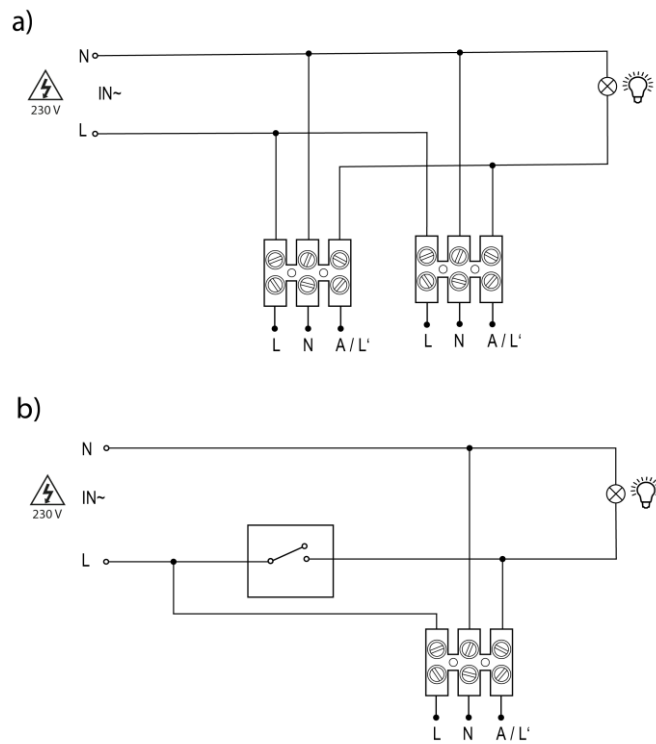 a)
N
IN~
230 V
L
L N A / L‘ L N A / L‘
b)
N
IN~
230 V
L
L N A / L‘